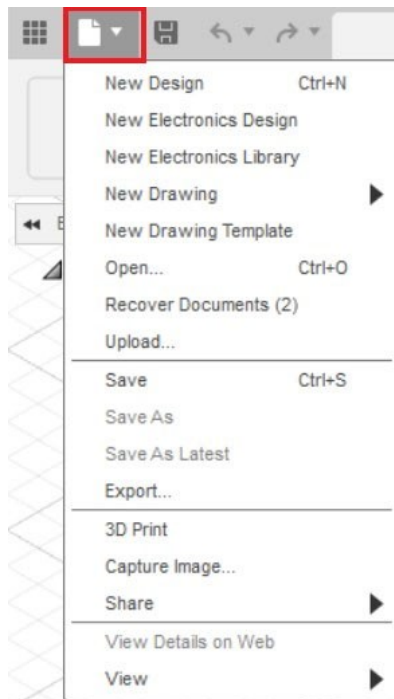 New Design Ctrl+N
New Electronics Design
New Electronics Library
New Drawing
New Drawing Template
Open... Ctrl+O
Recover Documents (2)
Upload...
Save Ctrl+S
Save As
Save As Latest
Export...
3D Print
Capture Image...
Share
View Details on Web
View